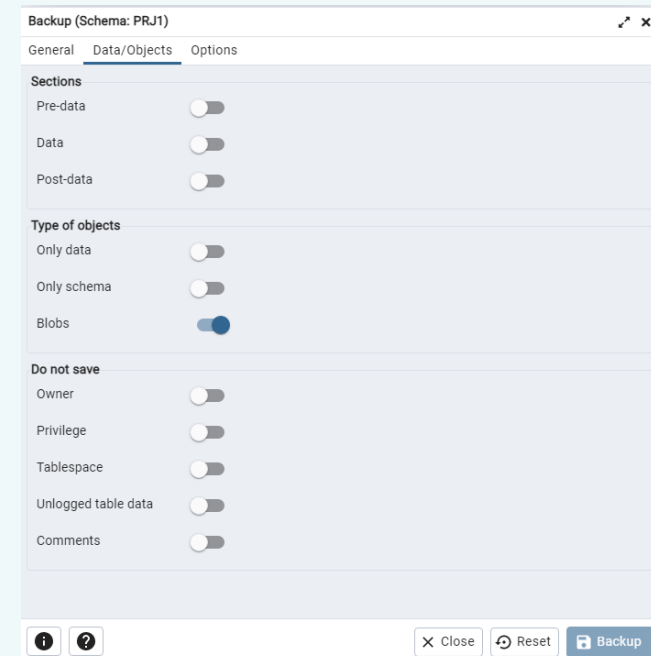 Backup (Schema: PRJ1)
General Data/Objects Options
Sections
Pre-data
Data
Post-data
Type of objects
Only data
Only schema
Blobs
Do not save
Owner
Privilege
Tablespace
Unlogged table data
Comments
Close Reset Backup